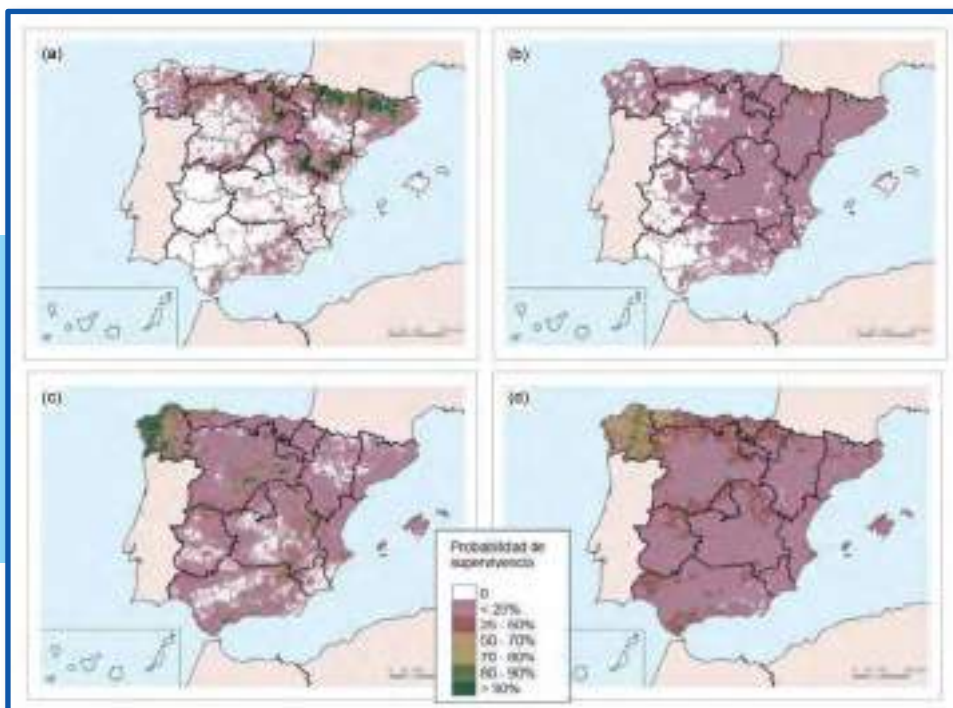 (a)
(b)
(c)
(d)
Probabilidad de
supervivencia
0
< 25%
25 - 50%
50 - 70%
70 - 80%
80 - 90%
> 90%